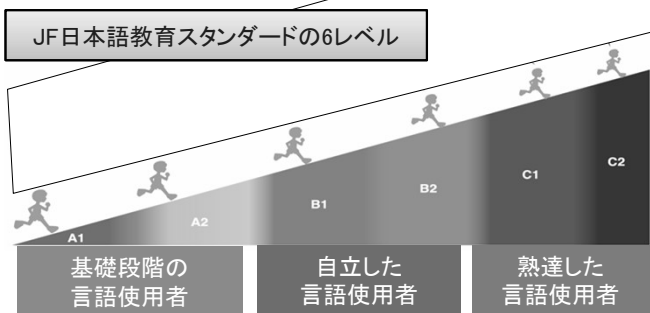 JF日本語教育スタンダードの6レベル
A1
A2
B1
B2
C1
C2
基礎段階の
言語使用者
自立した
言語使用者
熟達した
言語使用者